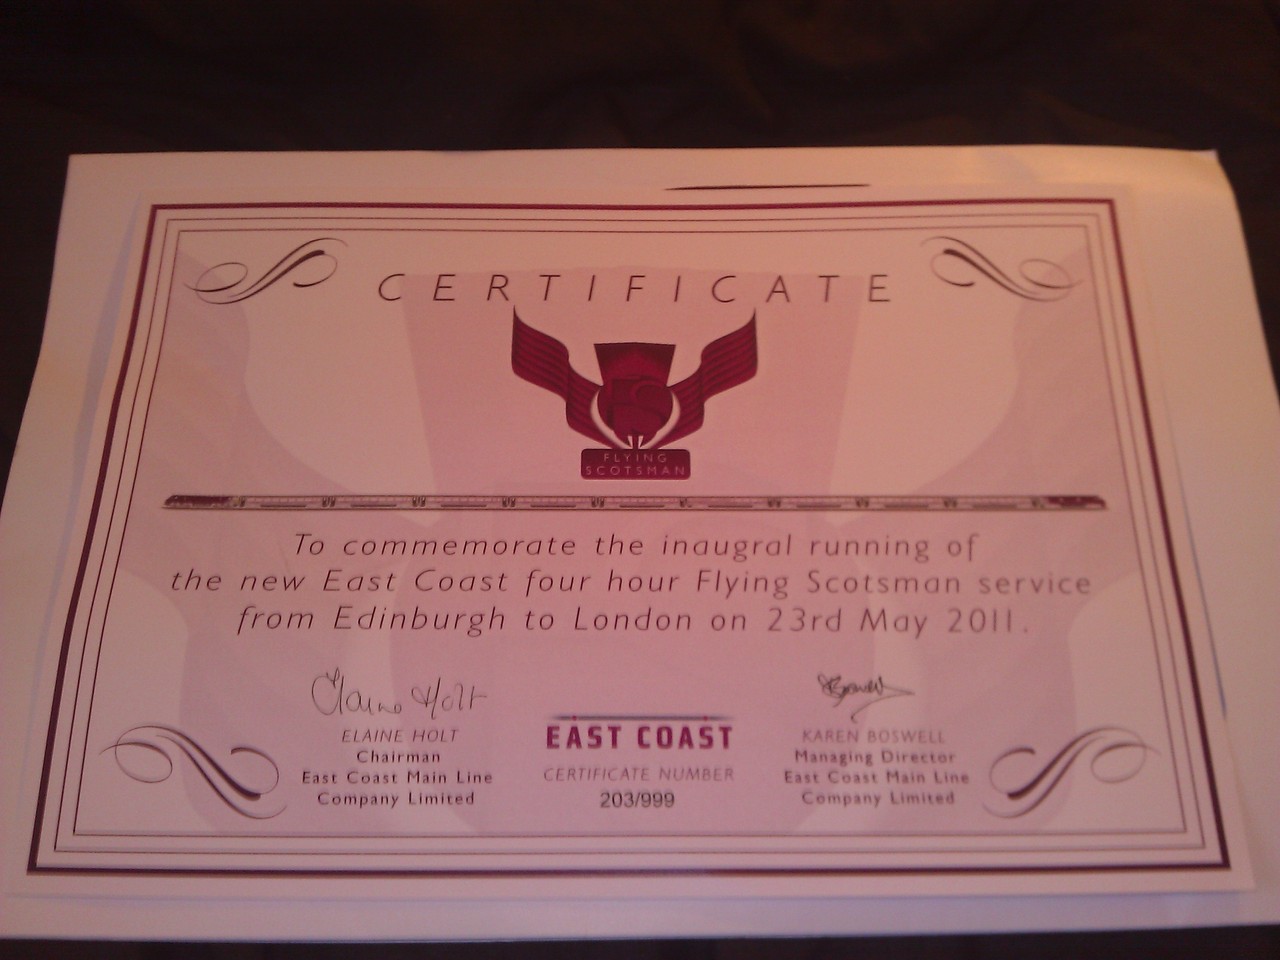 CERTIFICATE
FS
FLYING
SCOTSMAN
To commemorate the inaugral running of
the new East Coast four hour Flying Scotsman service
from Edinburgh to London on 23rd May 2011.
Elaine Holt
ELAINE HOLT
Chairman
East Coast Main Line
Company Limited
EAST COAST
CERTIFICATE NUMBER
203/999
KAREN BOSWELL
Managing Director
East Coast Main Line
Company Limited